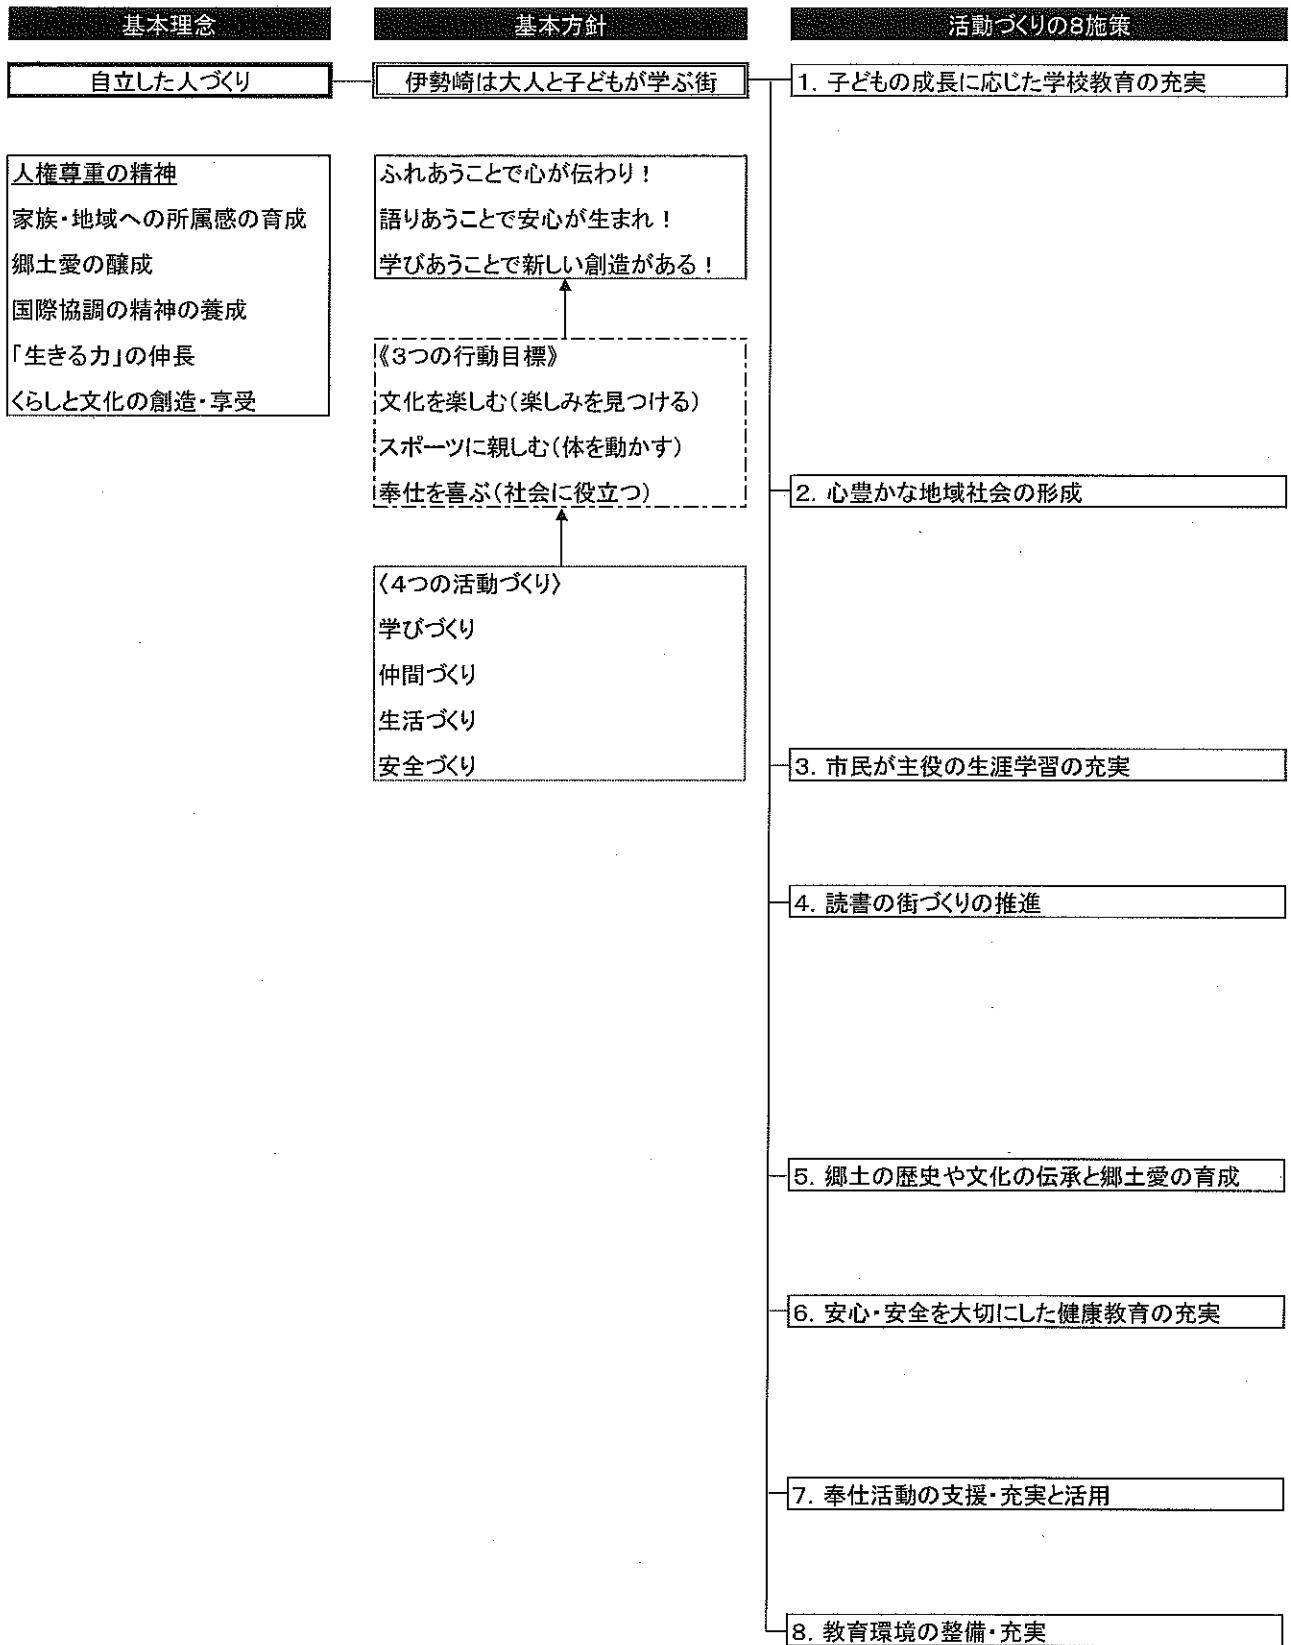 基本理念
基本方針
活動づくりの8施策
自立した人づくり
伊勢崎は大人と子どもが学ぶ街
1. 子どもの成長に応じた学校教育の充実
人権尊重の精神
家族・地域への所属感の育成
郷土愛の醸成
国際協調の精神の養成
「生きる力」の伸長
くらしと文化の創造・享受
ふれあうことで心が伝わり！
語りあうことで安心が生まれ！
学びあうことで新しい創造がある！
《3つの行動目標》
文化を楽しむ(楽しみを見つける)
スポーツに親しむ(体を動かす)
奉仕を喜ぶ(社会に役立つ)
〈4つの活動づくり〉
学びづくり
仲間づくり
生活づくり
安全づくり
2. 心豊かな地域社会の形成
3. 市民が主役の生涯学習の充実
4. 読書の街づくりの推進
5. 郷土の歴史や文化の伝承と郷土愛の育成
6. 安心・安全を大切にした健康教育の充実
7. 奉仕活動の支援・充実と活用
8. 教育環境の整備・充実